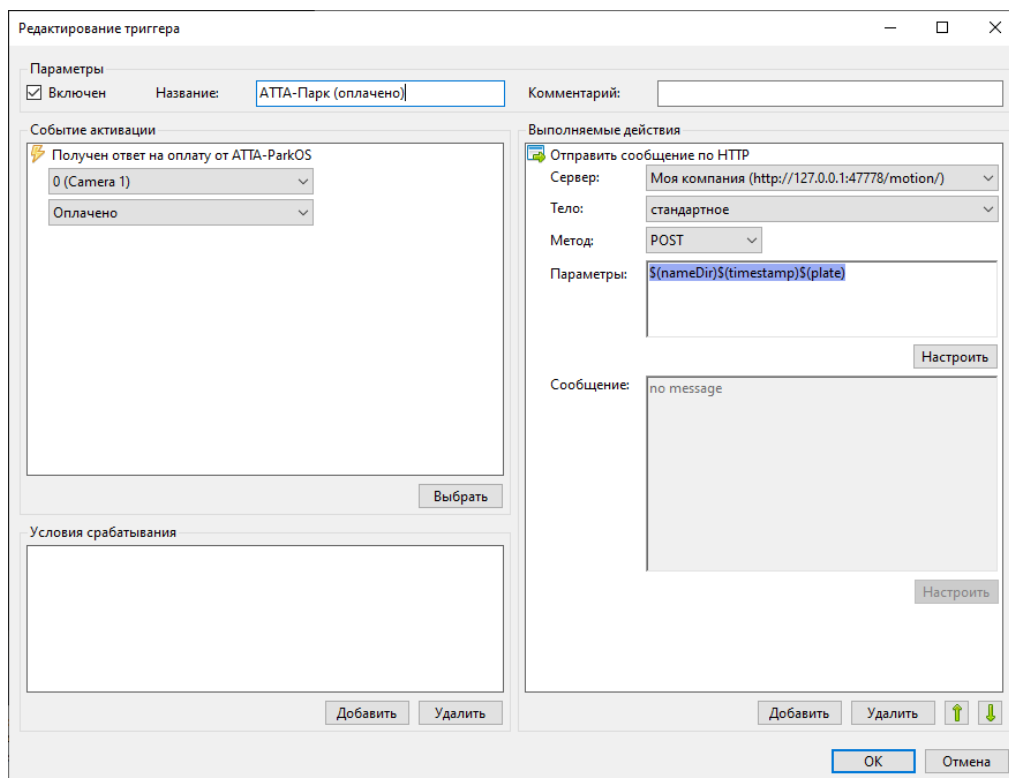 Редактирование триггера
Параметры
Включен Название: АТТА-Парк (оплачено) Комментарий:
Событие активации
Получен ответ на оплату от ATTA-ParkOS
0 (Camera 1)
Оплачено
Выбрать
Условия срабатывания
Добавить Удалить
Выполняемые действия
Отправить сообщение по HTTP
Сервер: Моя компания (http://127.0.0.1:47778/motion/)
Тело: стандартное
Метод: POST
Параметры: $(nameDir)$(timestamp)$(plate)
Настроить
Сообщение: no message
Настроить
Добавить Удалить
OK Отмена